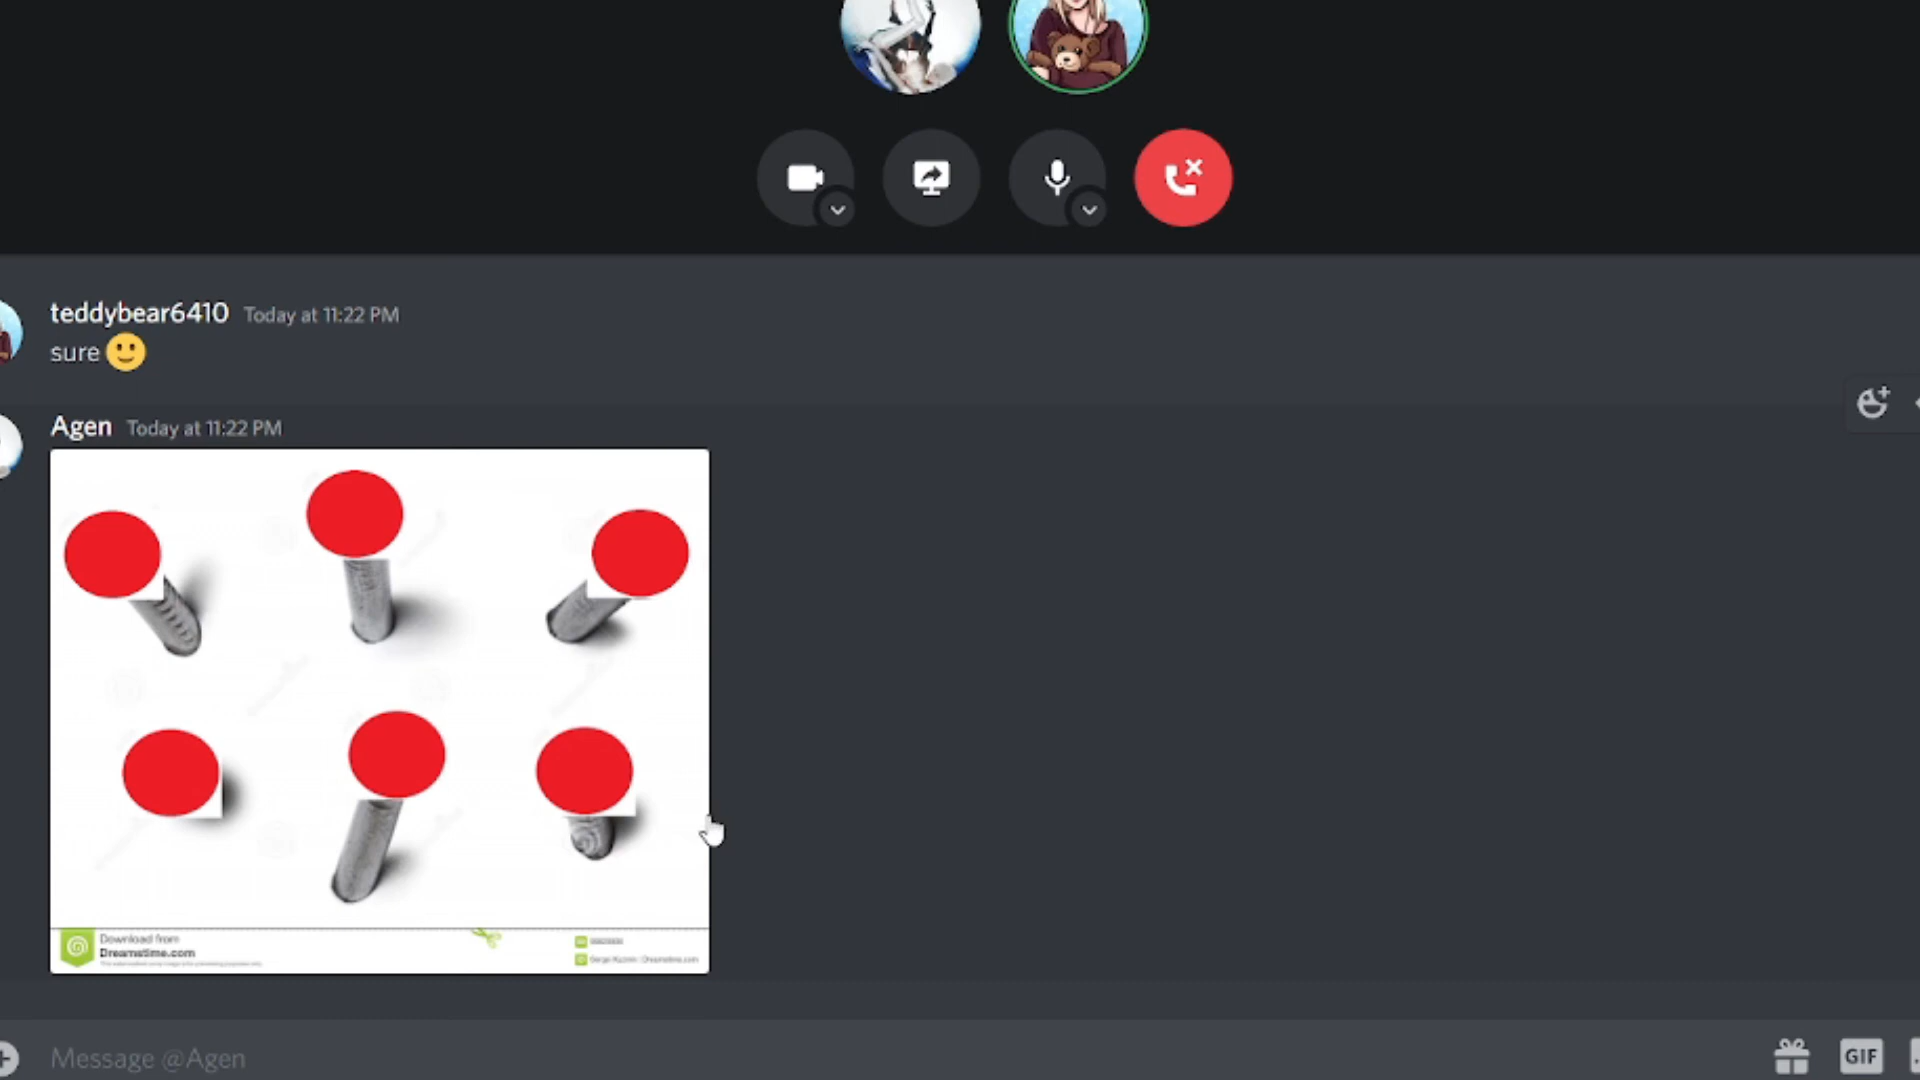 teddybear6410 Today at 11:22 PM
sure
Agen Today at 11:22 PM
Download from
Dreamstime.com
Message @Agen
GIF